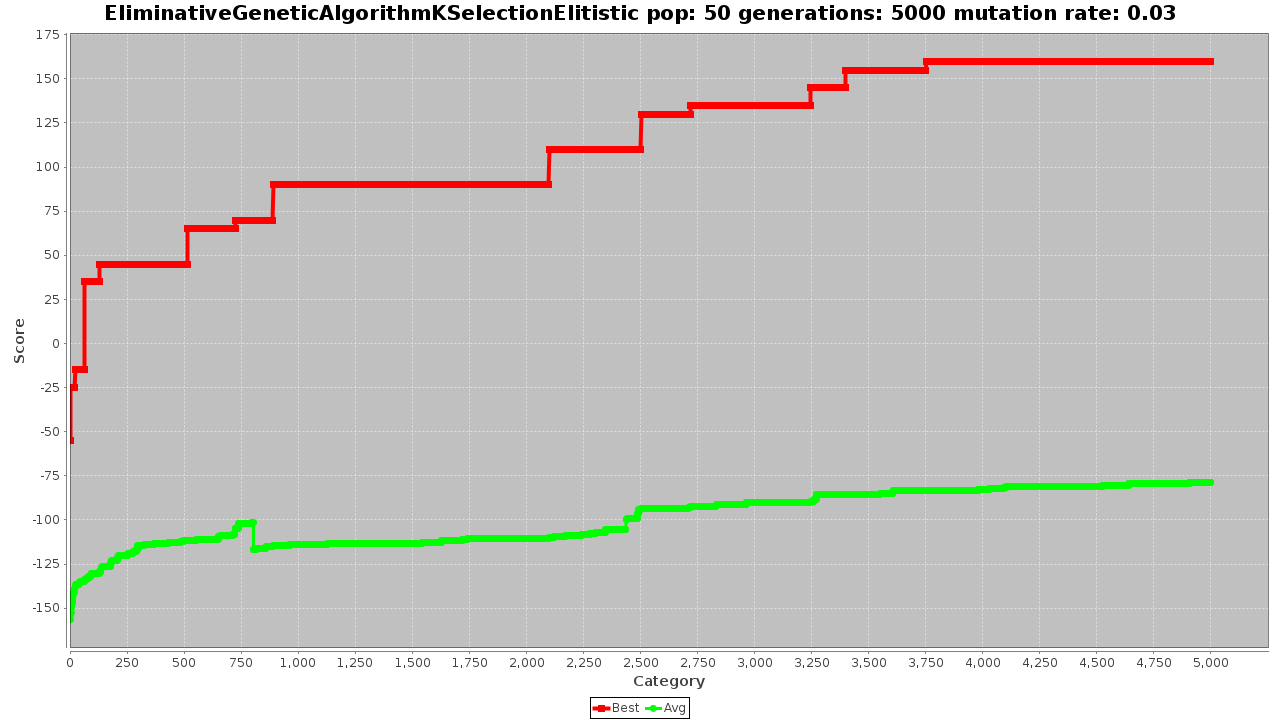 EliminativeGeneticAlgorithmKSelectionElitistic pop: 50 generations: 5000 mutation rate: 0.03
175
150
125
100
75
50
25
0
-25
-50
-75
-100
-125
-150
Score
0 250 500 750 1,000 1,250 1,500 1,750 2,000 2,250 2,500 2,750 3,000 3,250 3,500 3,750 4,000 4,250 4,500 4,750 5,000
Category
Best Avg